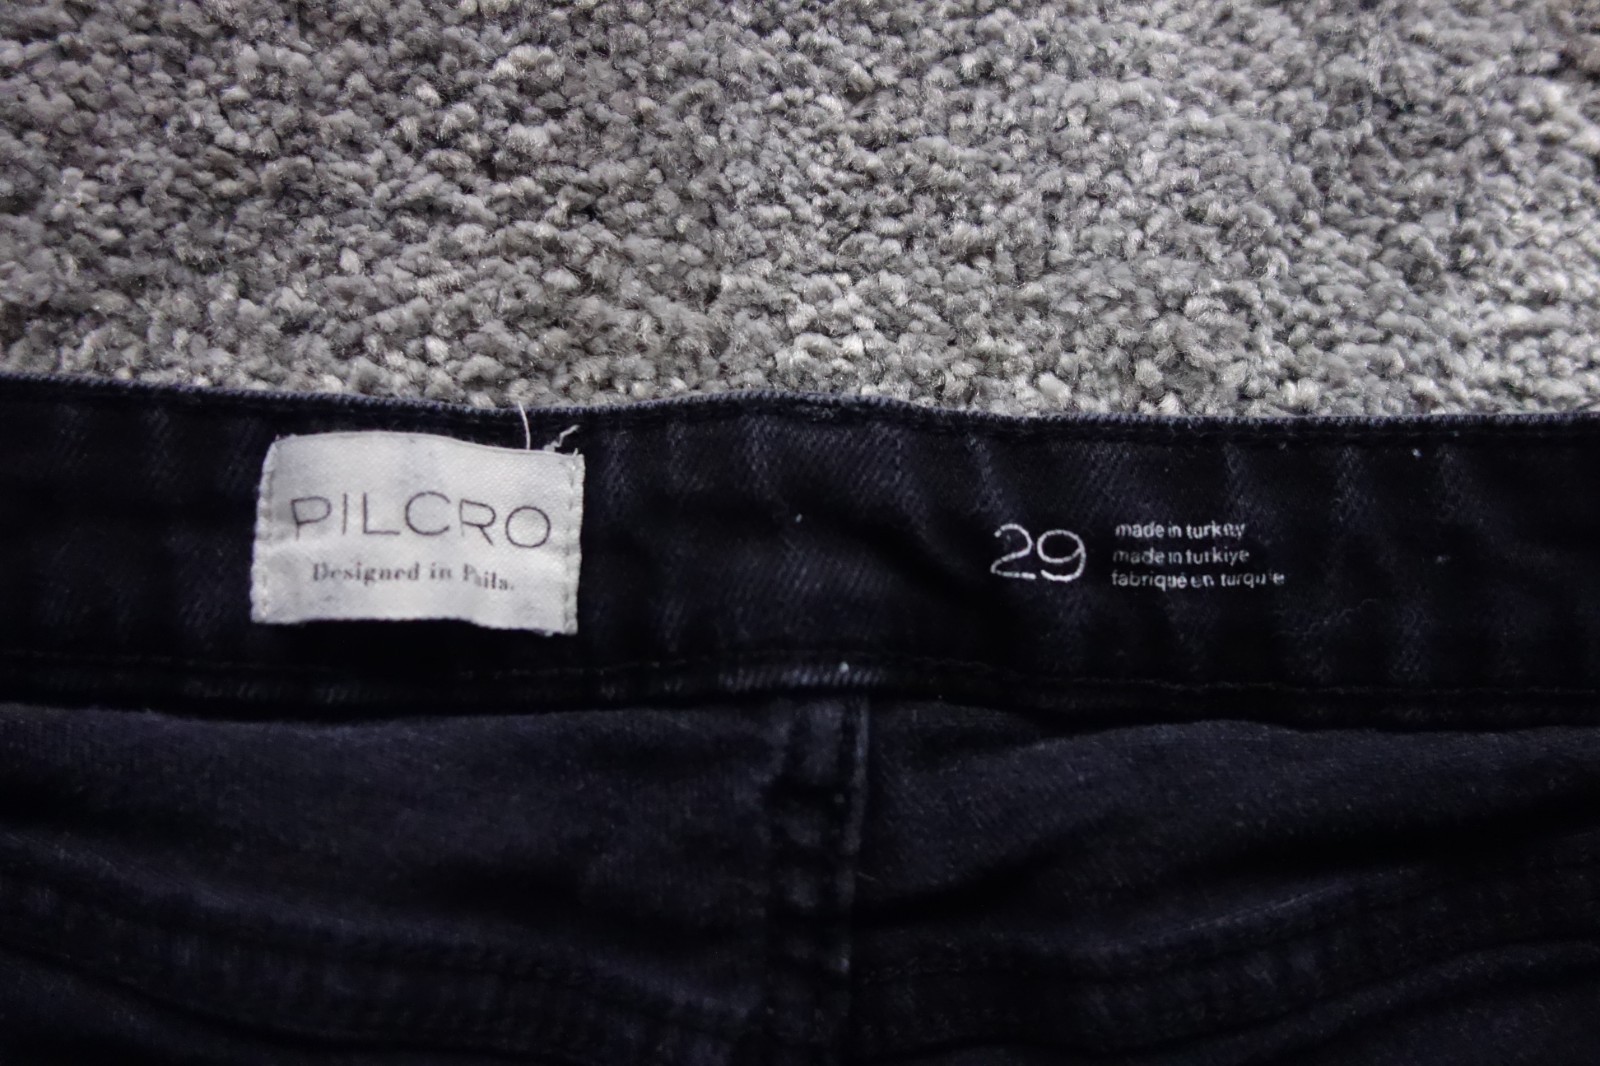 PILCRO
Designed in Phila.
29
made in turkey
made in turkiye
fabriqué en turquie